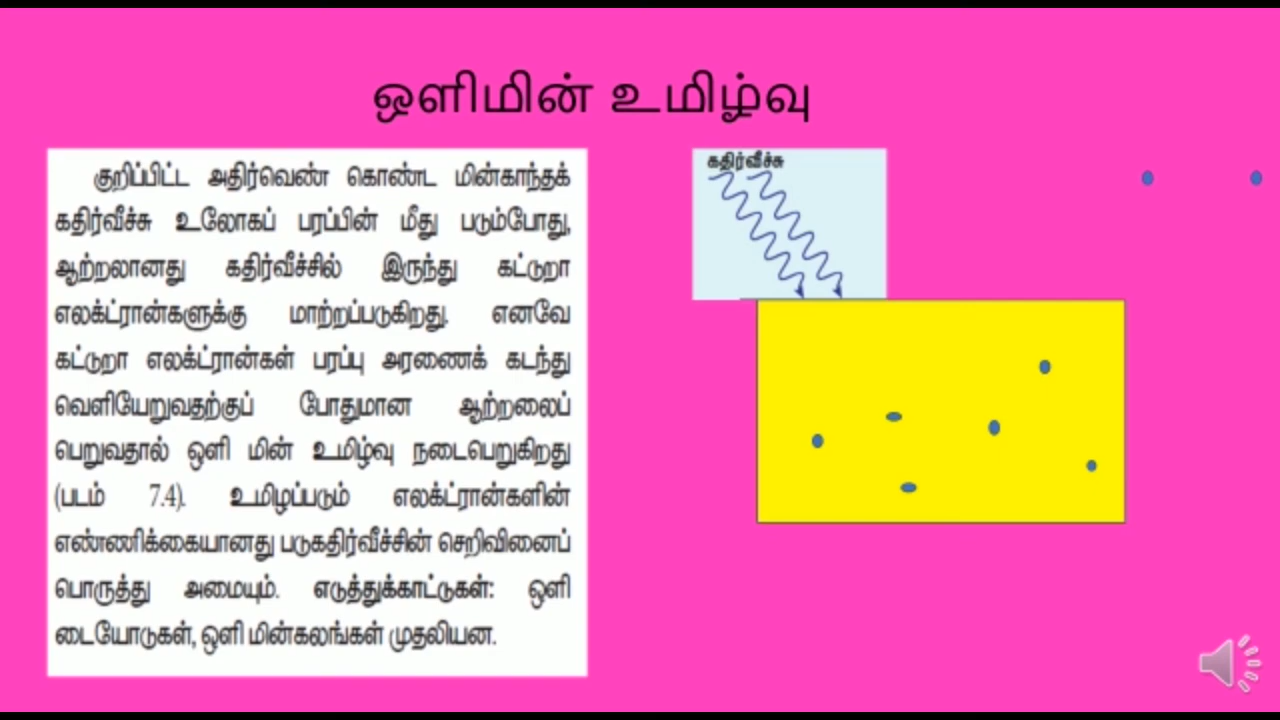 ஒளிமின் உமிழ்வு
குறிப்பிட்ட அதிர்வெண் கொண்ட மின்காந்தக்
கதிர்வீச்சு உலோகப் பரப்பின் மீது படும்போது,
ஆற்றலானது கதிர்வீச்சில் இருந்து கட்டுறா
எலக்ட்ரான்களுக்கு மாற்றப்படுகிறது. எனவே
கட்டுறா எலக்ட்ரான்கள் பரப்பு அரணைக் கடந்து
வெளியேறுவதற்குப் போதுமான ஆற்றலைப்
பெறுவதால் ஒளி மின் உமிழ்வு நடைபெறுகிறது
(படம் 7.4). உமிழப்படும் எலக்ட்ரான்களின்
எண்ணிக்கையானது படுகதிர்வீச்சின் செறிவினைப்
பொருத்து அமையும். எடுத்துக்காட்டுகள்: ஒளி
டையோடுகள், ஒளி மின்கலங்கள் முதலியன.
கதிர்வீச்சு